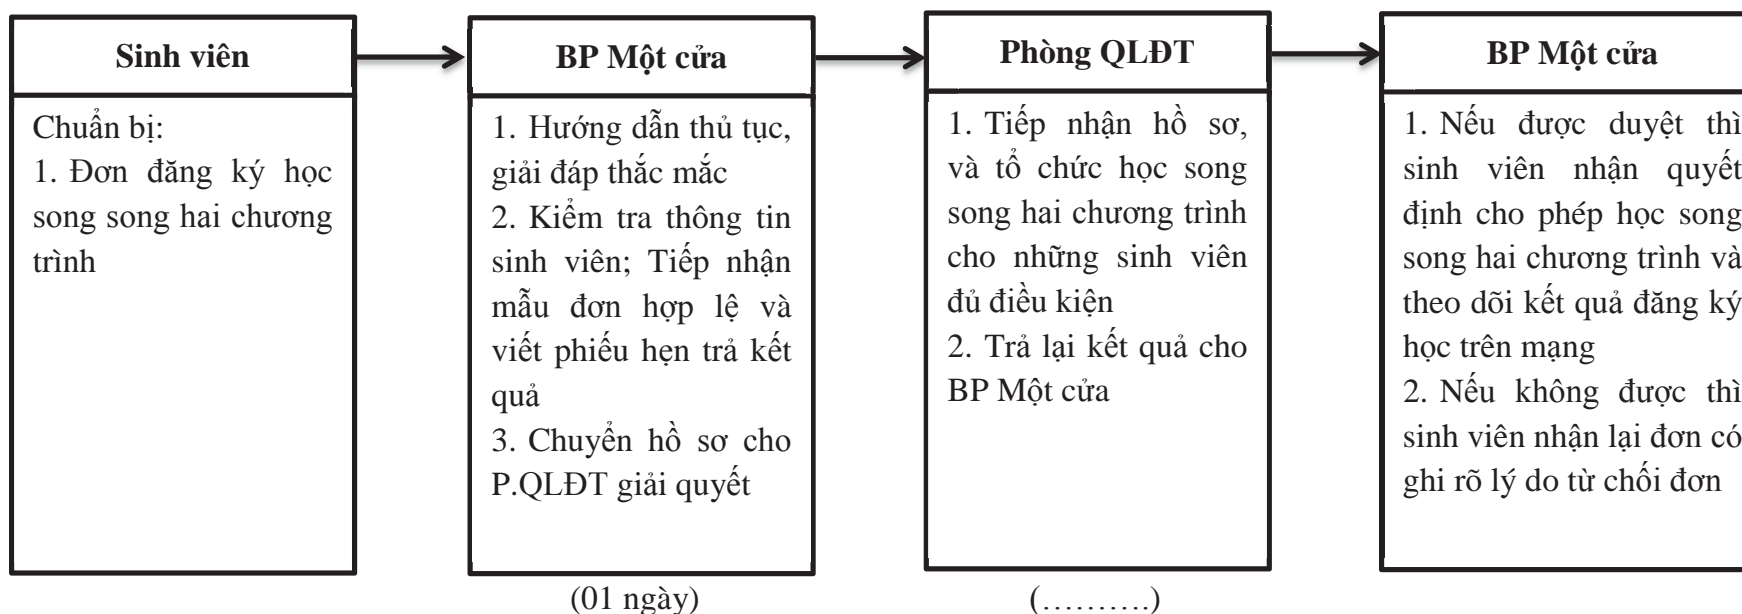 Sinh viên
Chuẩn bị:
1. Đơn đăng ký học
song song hai chương
trình
BP Một cửa
1. Hướng dẫn thủ tục,
giải đáp thắc mắc
2. Kiểm tra thông tin
sinh viên; Tiếp nhận
mẫu đơn hợp lệ và
viết phiếu hẹn trả kết
quả
3. Chuyển hồ sơ cho
P.QLĐT giải quyết
(01 ngày)
Phòng QLĐT
1. Tiếp nhận hồ sơ,
và tổ chức học song
song hai chương trình
cho những sinh viên
đủ điều kiện
2. Trả lại kết quả cho
BP Một cửa
(……….)
BP Một cửa
1. Nếu được duyệt thì
sinh viên nhận quyết
định cho phép học song
song hai chương trình và
theo dõi kết quả đăng ký
học trên mạng
2. Nếu không được thì
sinh viên nhận lại đơn có
ghi rõ lý do từ chối đơn